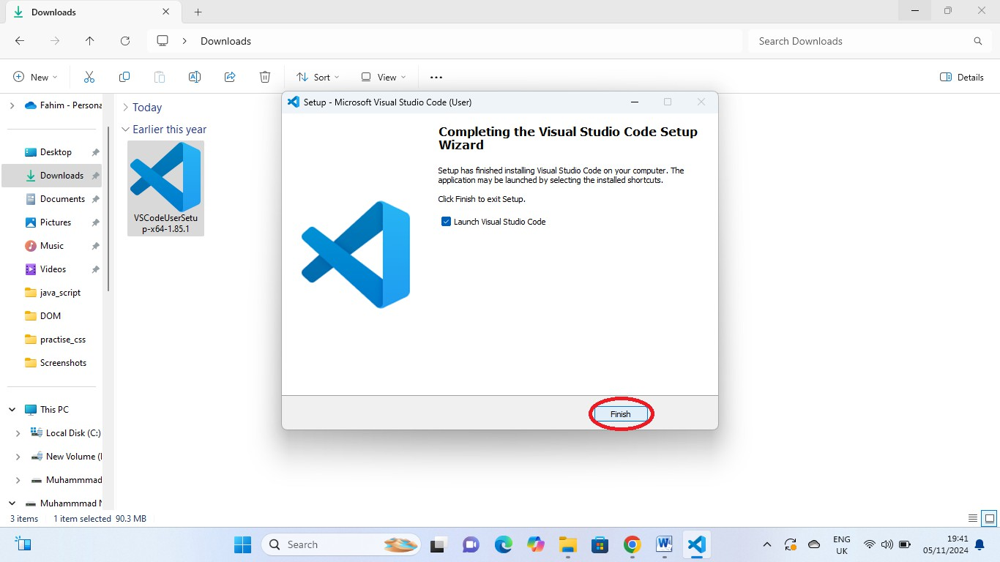 Downloads
Downloads
Search Downloads
New
Sort
View
Details
Fahim - Persona
Desktop
Downloads
Documents
Pictures
Music
Videos
java_script
DOM
practise_css
Screenshots
This PC
Local Disk (C:)
New Volume (
Muhammmad
Muhammmad N
Today
Earlier this year
VSCodeUserSetu
p-x64-1.85.1
Setup - Microsoft Visual Studio Code (User)
Completing the Visual Studio Code Setup
Wizard
Setup has finished installing Visual Studio Code on your computer. The
application may be launched by selecting the installed shortcuts.
Click Finish to exit Setup.
Launch Visual Studio Code
Finish
3 items
1 item selected 90.3 MB
Search
ENG
UK
19:41
05/11/2024